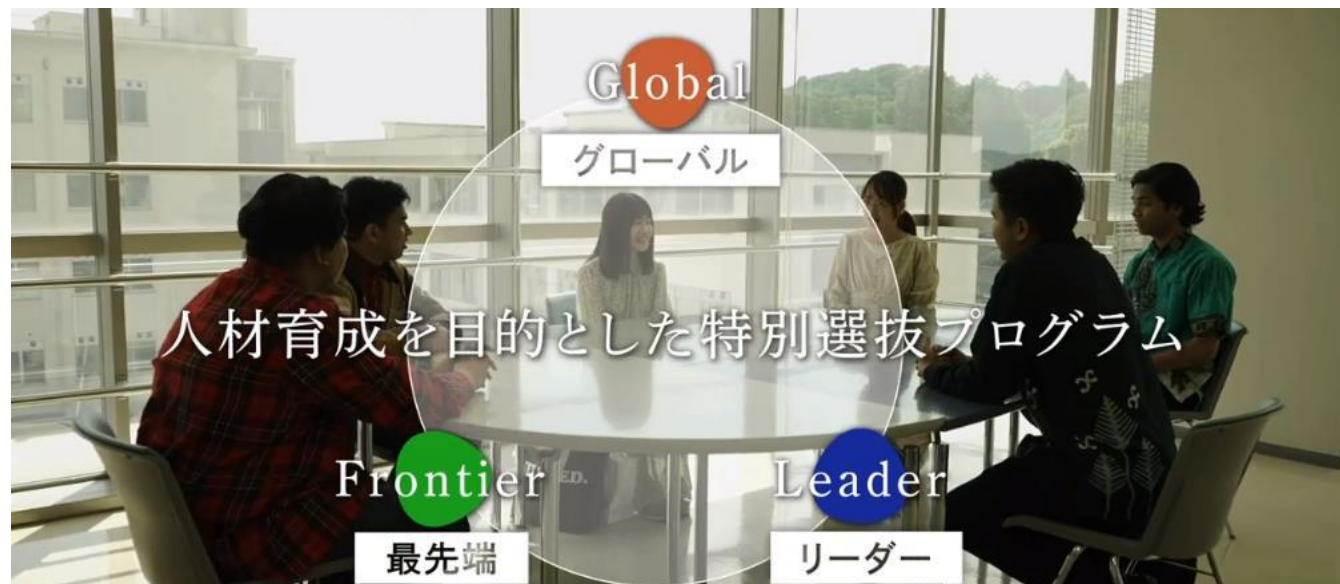 Global
グローバル
人材育成を目的とした特別選抜プログラム
Frontier
最先端
Leader
リーダー